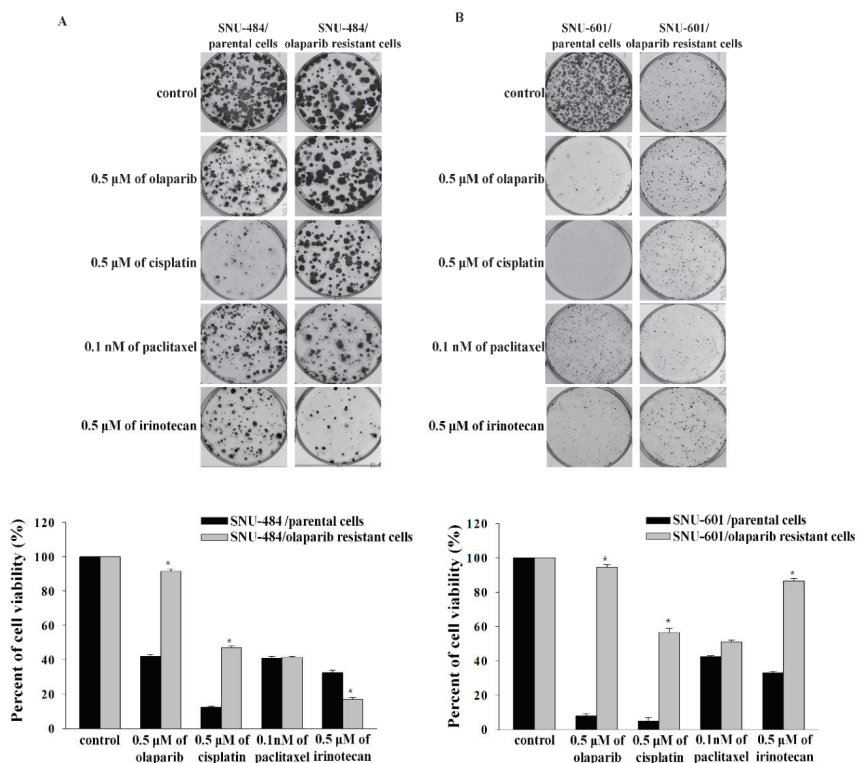 A
SNU-484/
parental cells
SNU-484/
olaparib resistant cells
control
0.5 μM of olaparib
0.5 μM of cisplatin
0.1 nM of paclitaxel
0.5 μM of irinotecan
B
SNU-601/
parental cells
SNU-601/
olaparib resistant cells
control
0.5 μM of olaparib
0.5 μM of cisplatin
0.1 nM of paclitaxel
0.5 μM of irinotecan
Percent of cell viability (%)
120
100
80
60
40
20
0
SNU-484/parental cells
SNU-484/olaparib resistant cells
*
*
*
control
0.5 μM of
olaparib
0.5 μM of
cisplatin
0.1nM of
paclitaxel
0.5 μM of
irinotecan
Percent of cell viability (%)
120
100
80
60
40
20
0
SNU-601/parental cells
SNU-601/olaparib resistant cells
*
*
*
control
0.5 μM of
olaparib
0.5 μM of
cisplatin
0.1nM of
paclitaxel
0.5 μM of
irinotecan